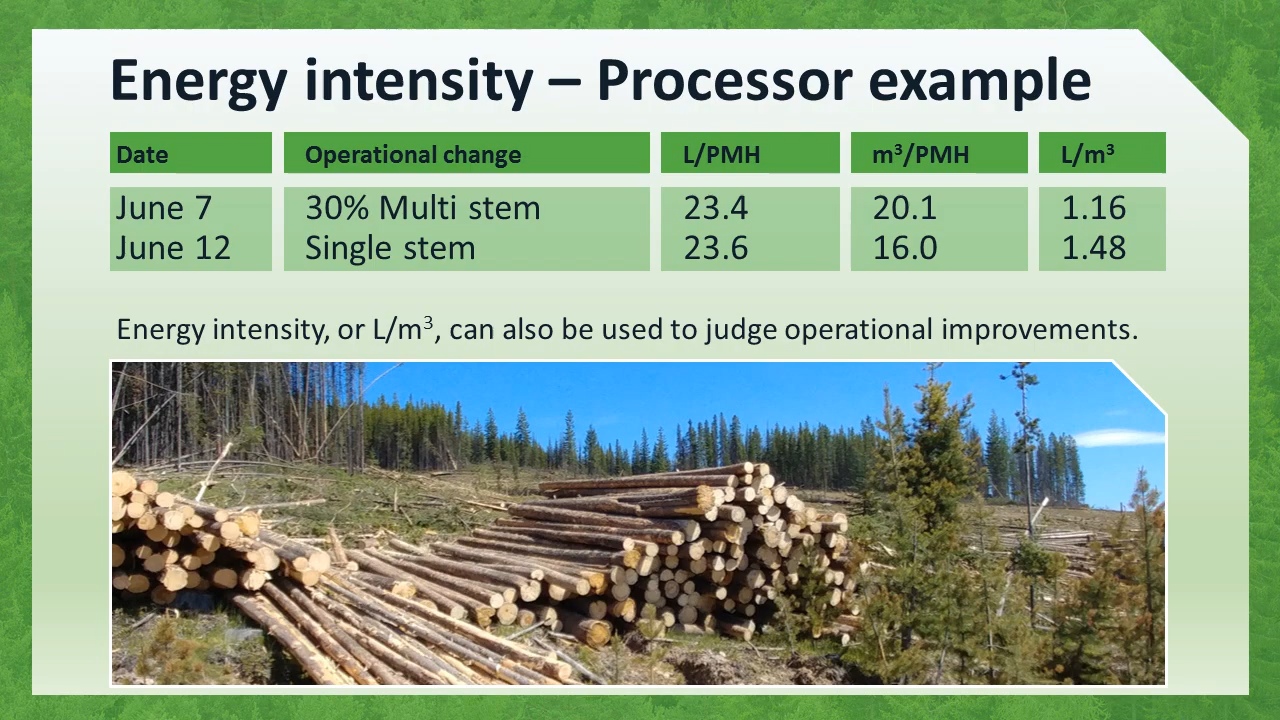 Energy intensity – Processor example
Date Operational change L/PMH m³/PMH L/m³
June 7 30% Multi stem 23.4 20.1 1.16
June 12 Single stem 23.6 16.0 1.48
Energy intensity, or L/m³, can also be used to judge operational improvements.